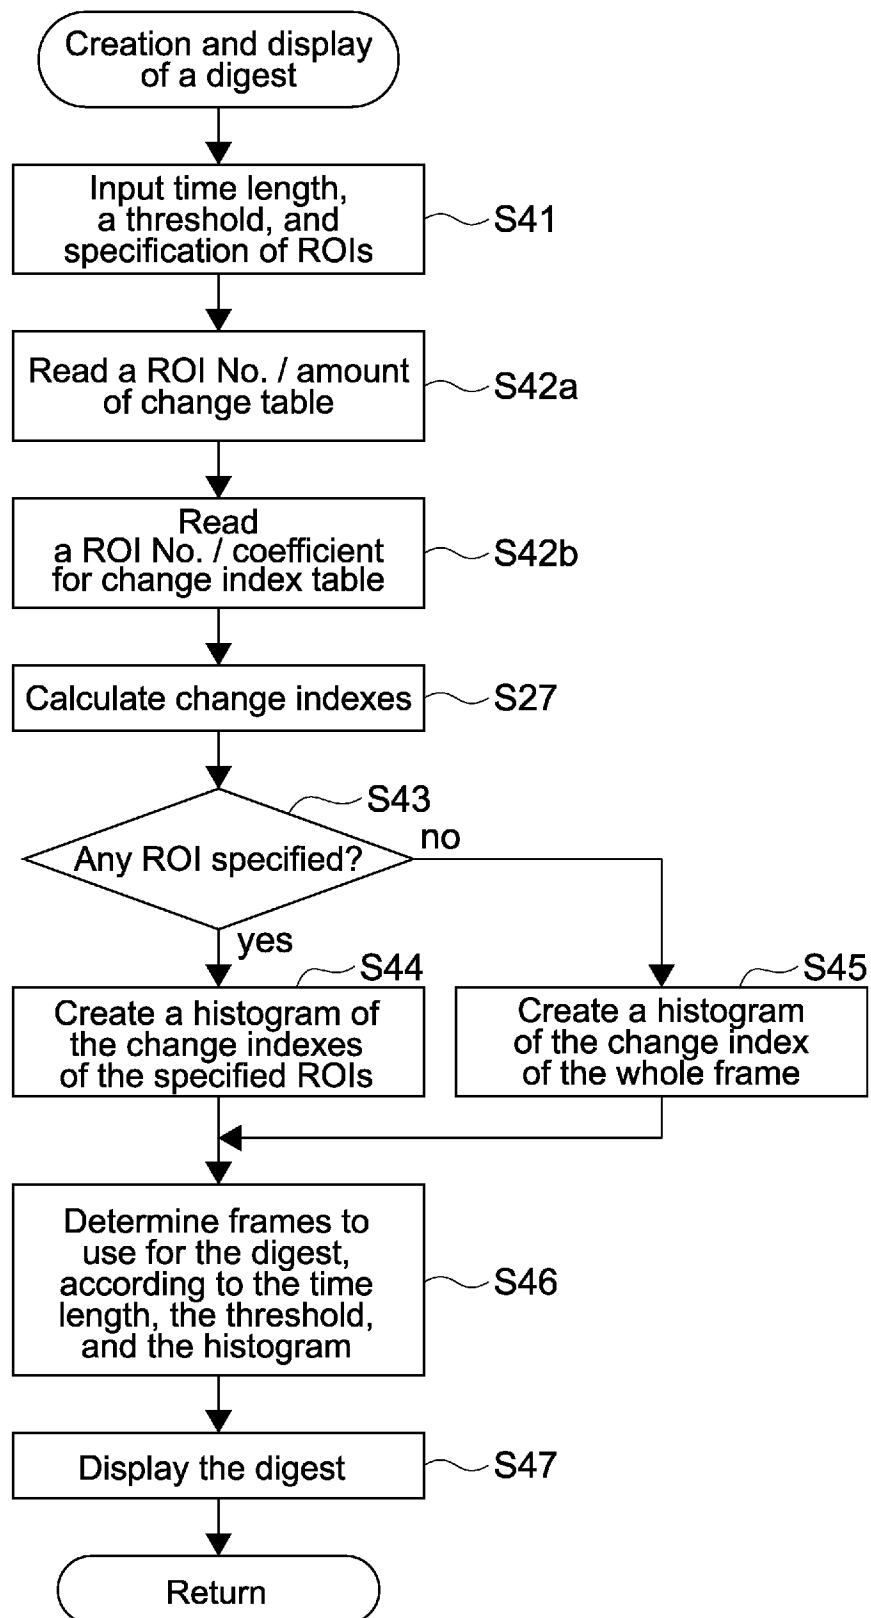 Creation and display
of a digest
Input time length,
a threshold, and
specification of ROIs
S41
Read a ROI No. / amount
of change table
S42a
Read
a ROI No. / coefficient
for change index table
S42b
Calculate change indexes
S27
S43
Any ROI specified?
no
yes
S44
Create a histogram of
the change indexes
of the specified ROIs
S45
Create a histogram
of the change index
of the whole frame
Determine frames to
use for the digest,
according to the time
length, the threshold,
and the histogram
S46
Display the digest
S47
Return